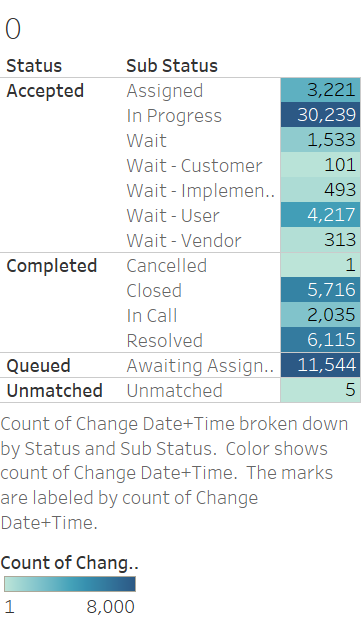 0
Status Sub Status
Accepted Assigned 3,221
In Progress 30,239
Wait 1,533
Wait - Customer 101
Wait - Implemen.. 493
Wait - User 4,217
Wait - Vendor 313
Completed Cancelled 1
Closed 5,716
In Call 2,035
Resolved 6,115
Queued Awaiting Assign.. 11,544
Unmatched Unmatched 5
Count of Change Date+Time broken down
by Status and Sub Status. Color shows
count of Change Date+Time. The marks
are labeled by count of Change
Date+Time.
Count of Chang..
1 8,000